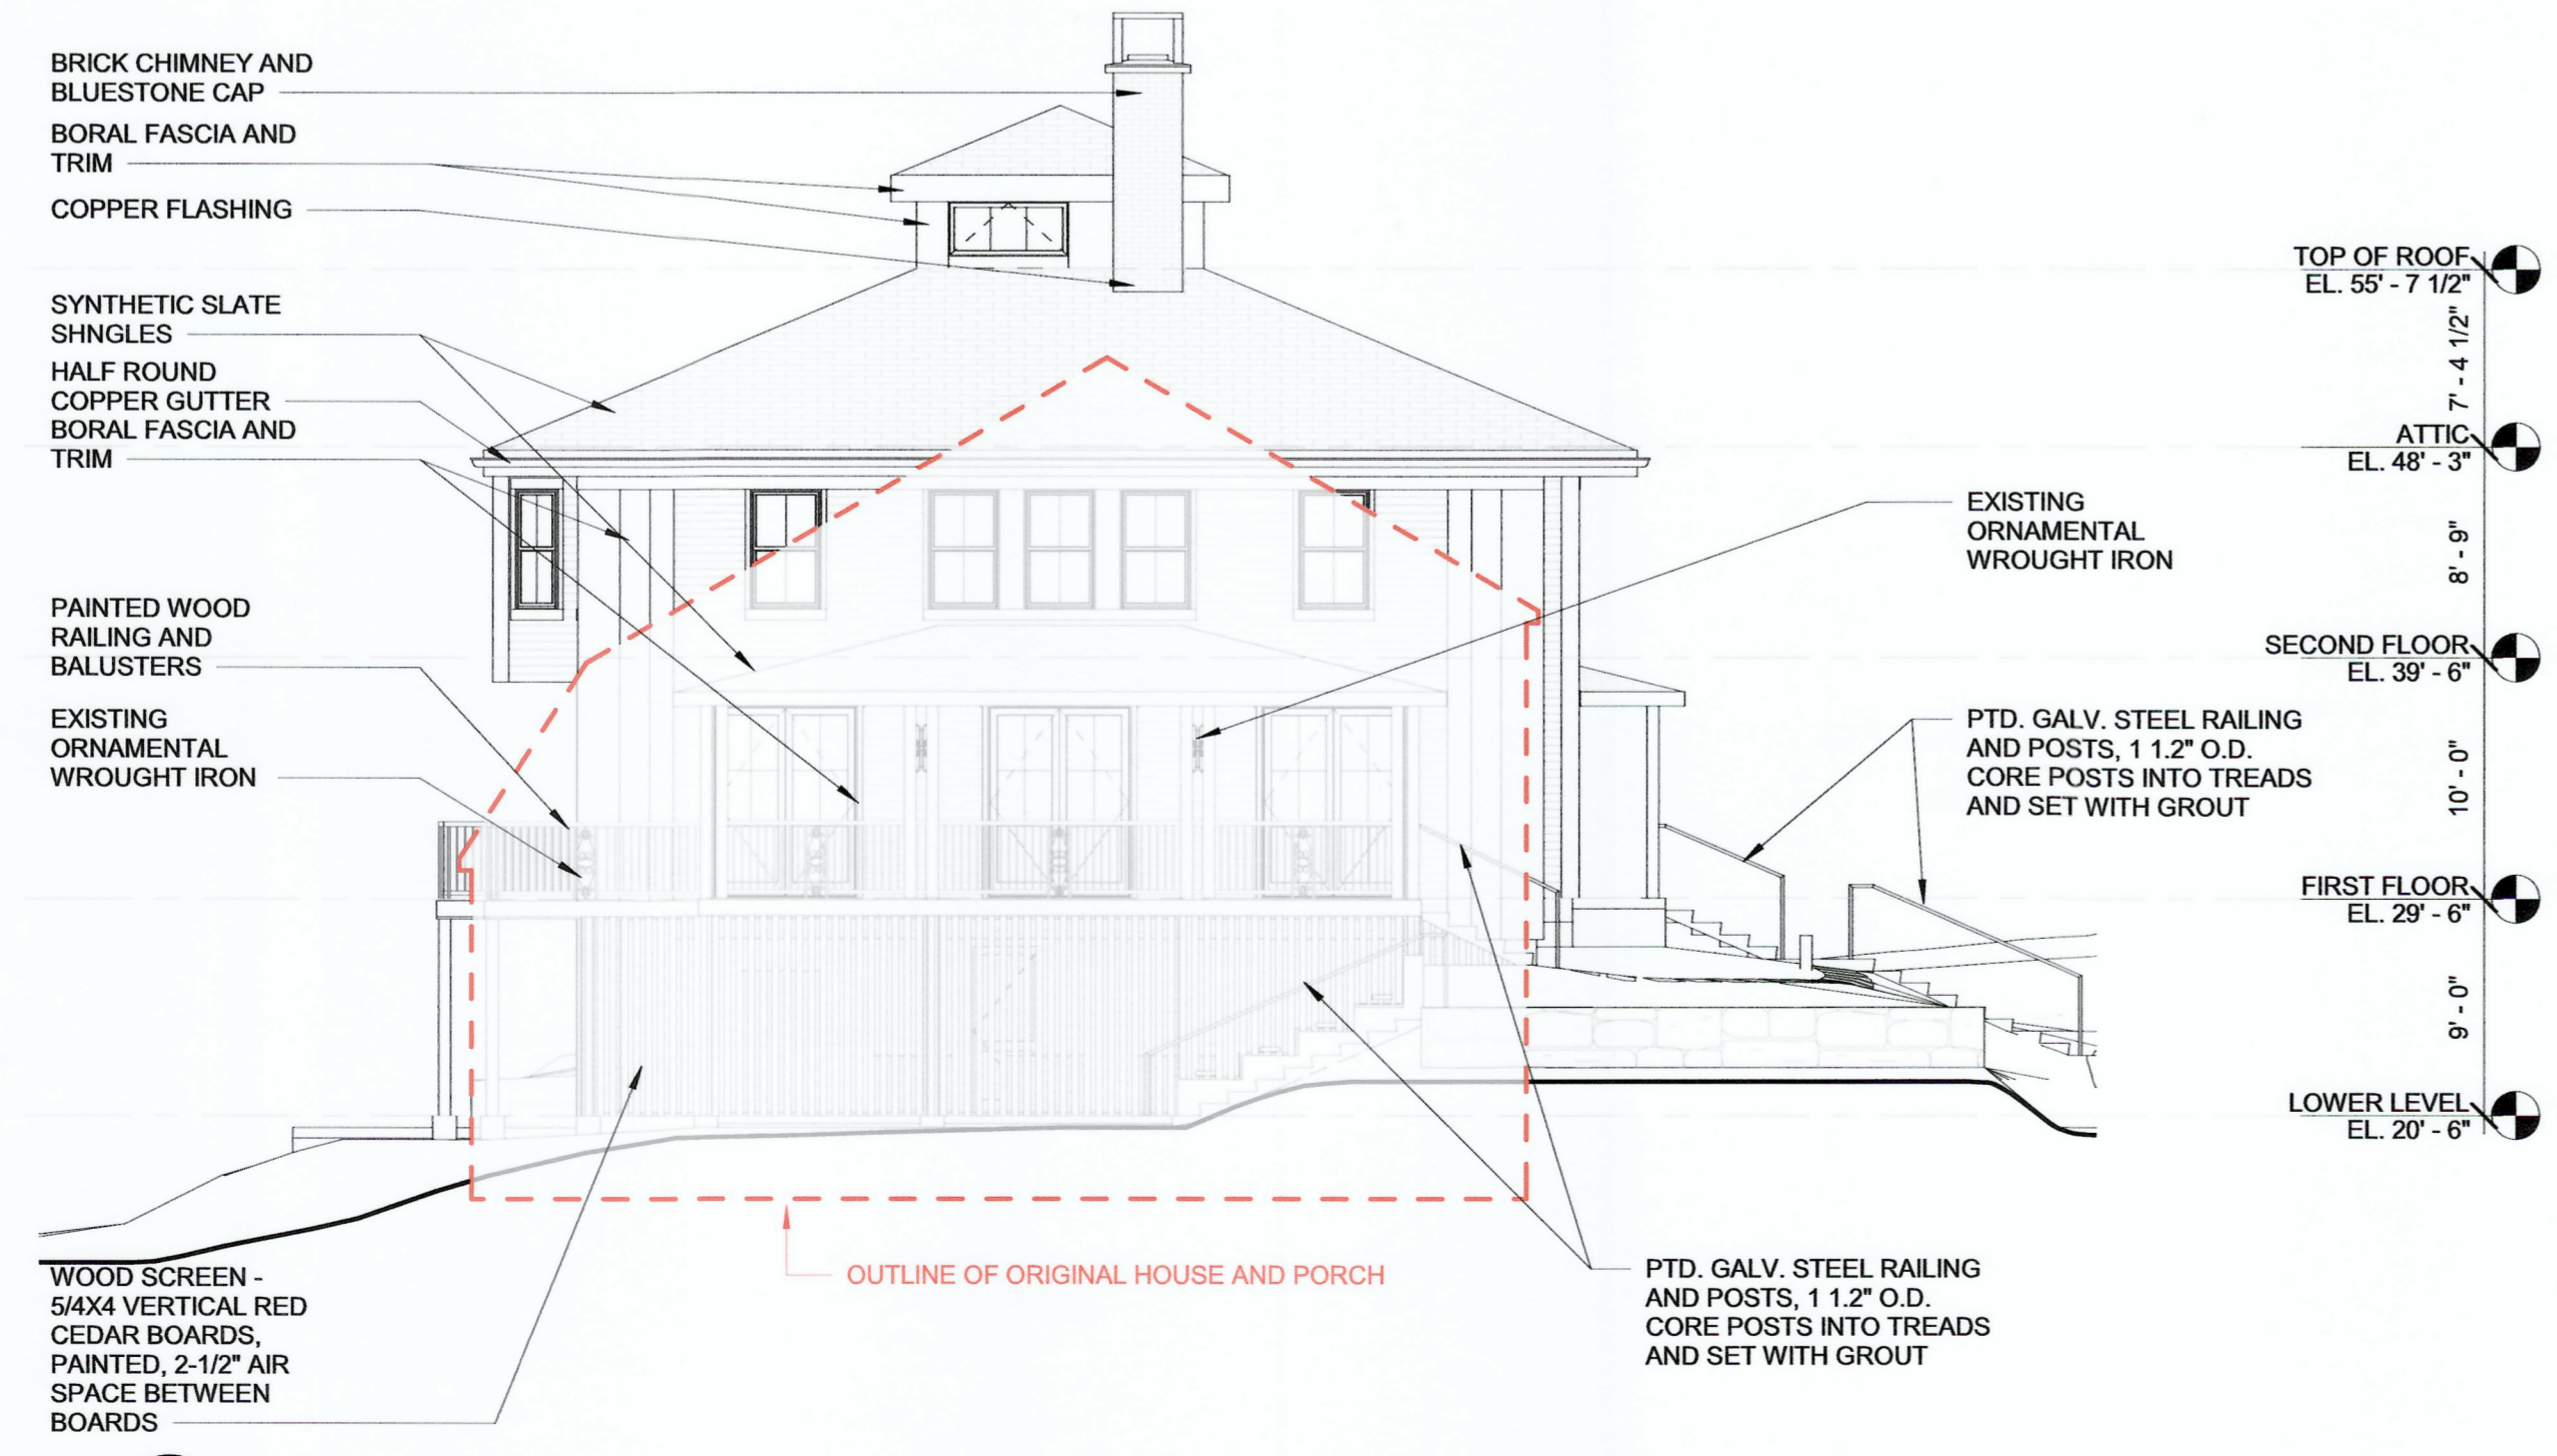 BRICK CHIMNEY AND
BLUESTONE CAP
BORAL FASCIA AND
TRIM
COPPER FLASHING
SYNTHETIC SLATE
SHNGLES
HALF ROUND
COPPER GUTTER
BORAL FASCIA AND
TRIM
PAINTED WOOD
RAILING AND
BALUSTERS
EXISTING
ORNAMENTAL
WROUGHT IRON
WOOD SCREEN -
5/4X4 VERTICAL RED
CEDAR BOARDS,
PAINTED, 2-1/2" AIR
SPACE BETWEEN
BOARDS
OUTLINE OF ORIGINAL HOUSE AND PORCH
EXISTING
ORNAMENTAL
WROUGHT IRON
PTD. GALV. STEEL RAILING
AND POSTS, 1 1.2" O.D.
CORE POSTS INTO TREADS
AND SET WITH GROUT
PTD. GALV. STEEL RAILING
AND POSTS, 1 1.2" O.D.
CORE POSTS INTO TREADS
AND SET WITH GROUT
TOP OF ROOF
EL. 55' - 7 1/2"
7' - 4 1/2"
ATTIC
EL. 48' - 3"
8' - 9"
SECOND FLOOR
EL. 39' - 6"
10' - 0"
FIRST FLOOR
EL. 29' - 6"
9' - 0"
LOWER LEVEL
EL. 20' - 6"